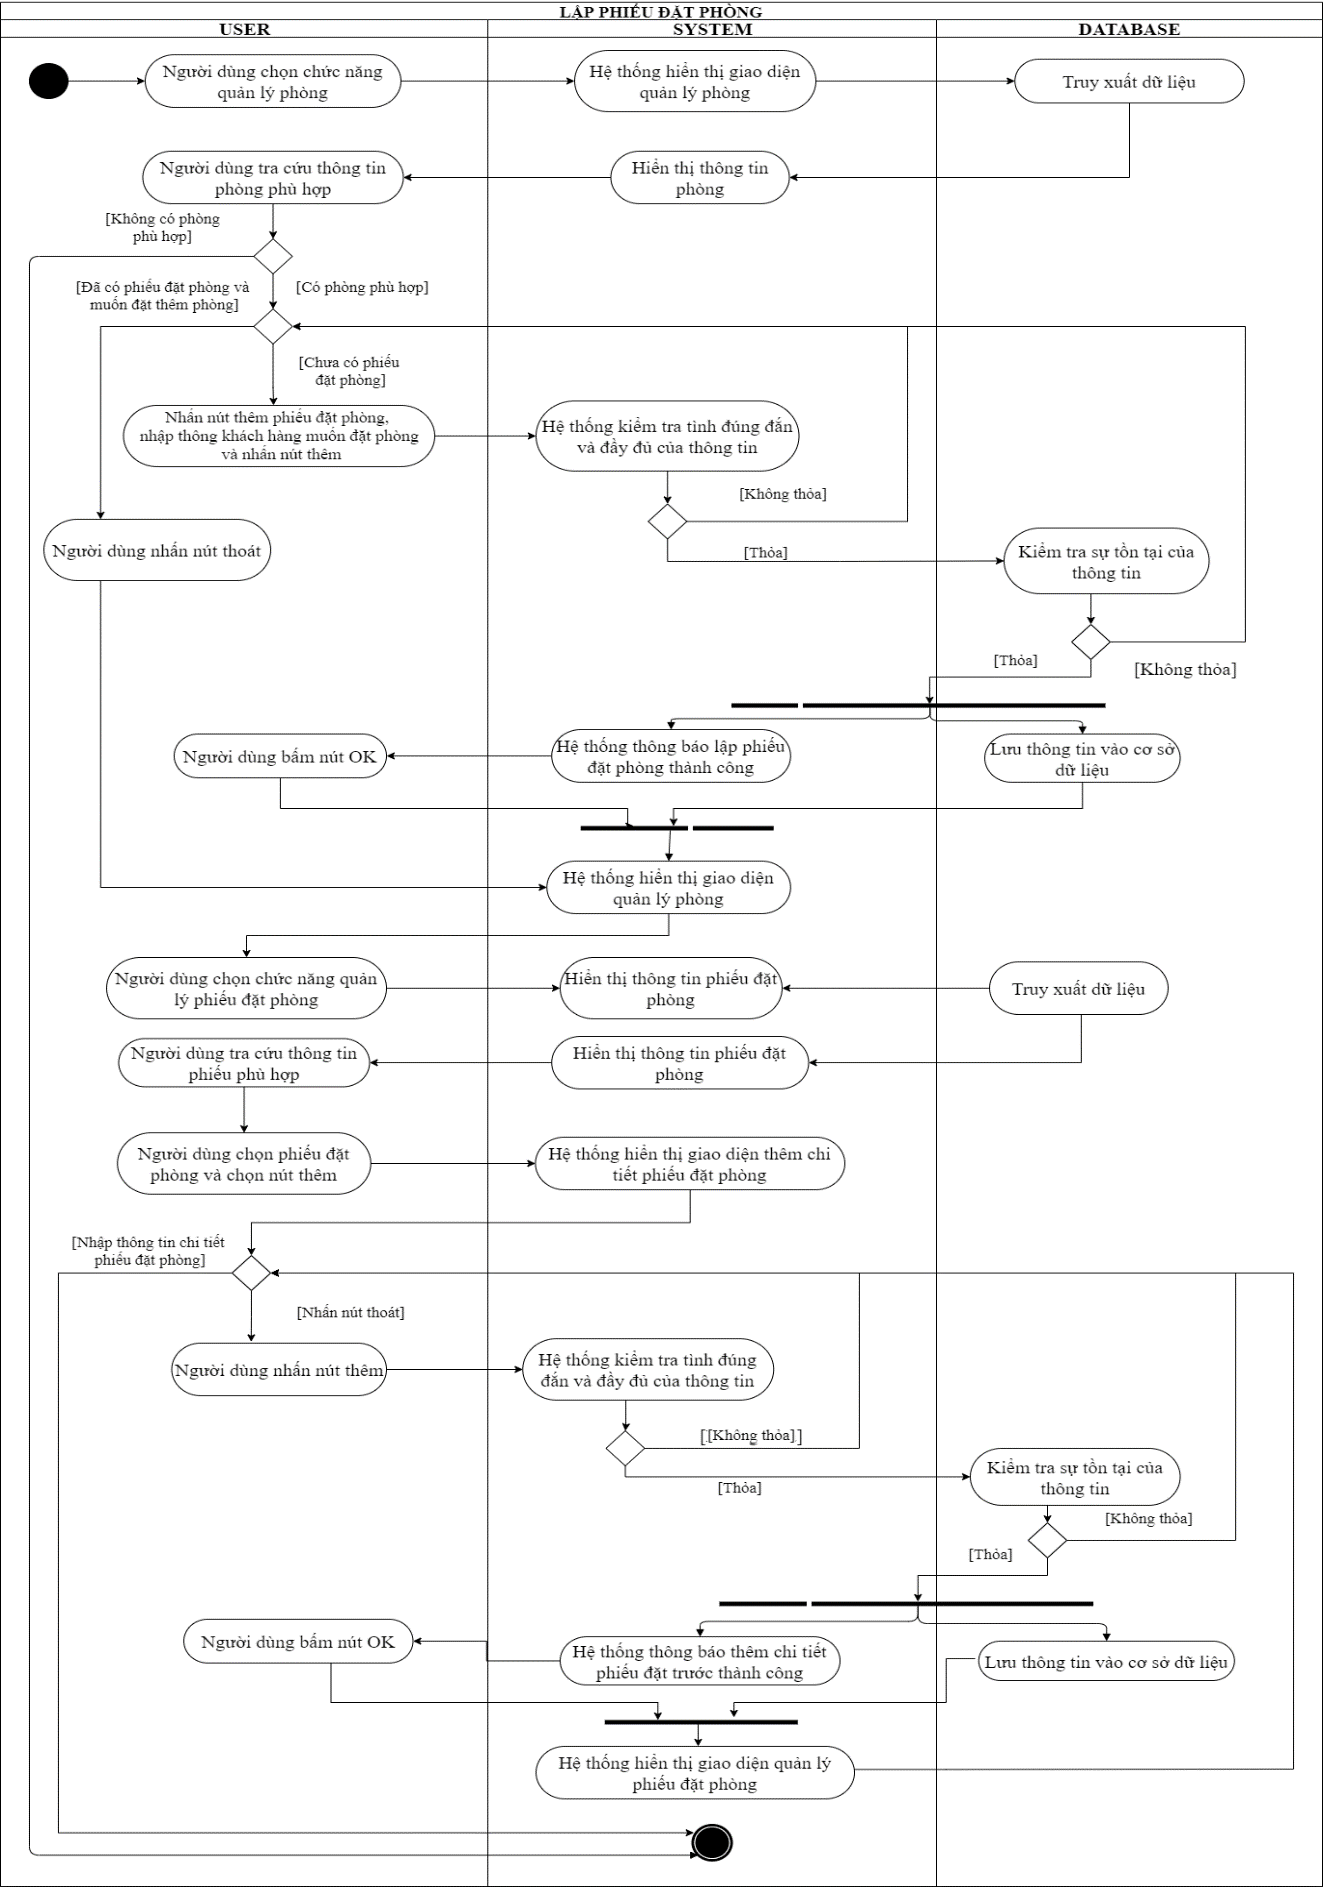 LẬP PHIẾU ĐẶT PHÒNG
USER
SYSTEM
DATABASE
Người dùng chọn chức năng
quản lý phòng
Hệ thống hiển thị giao diện
quản lý phòng
Truy xuất dữ liệu
Người dùng tra cứu thông tin
phòng phù hợp
Hiển thị thông tin
phòng
[Không có phòng
phù hợp]
[Đã có phiếu đặt phòng và
muốn đặt thêm phòng]
[Có phòng phù hợp]
[Chưa có phiếu
đặt phòng]
Nhấn nút thêm phiếu đặt phòng,
nhập thông khách hàng muốn đặt phòng
và nhấn nút thêm
Hệ thống kiểm tra tình đúng đắn
và đầy đủ của thông tin
[Không thỏa]
[Thỏa]
Người dùng nhấn nút thoát
Kiểm tra sự tồn tại của
thông tin
[Thỏa]
[Không thỏa]
Người dùng bấm nút OK
Hệ thống thông báo lập phiếu
đặt phòng thành công
Lưu thông tin vào cơ sở
dữ liệu
Hệ thống hiển thị giao diện
quản lý phòng
Người dùng chọn chức năng quản
lý phiếu đặt phòng
Hiển thị thông tin phiếu đặt
phòng
Truy xuất dữ liệu
Người dùng tra cứu thông tin
phiếu phù hợp
Hiển thị thông tin phiếu đặt
phòng
Người dùng chọn phiếu đặt
phòng và chọn nút thêm
Hệ thống hiển thị giao diện thêm chi
tiết phiếu đặt phòng
[Nhập thông tin chi tiết
phiếu đặt phòng]
[Nhấn nút thoát]
Người dùng nhấn nút thêm
Hệ thống kiểm tra tình đúng
đắn và đầy đủ của thông tin
[.[Không thỏa].]
[Thỏa]
Kiểm tra sự tồn tại của
thông tin
[Không thỏa]
[Thỏa]
Người dùng bấm nút OK
Hệ thống thông báo thêm chi tiết
phiếu đặt trước thành công
Lưu thông tin vào cơ sở dữ liệu
Hệ thống hiển thị giao diện quản lý
phiếu đặt phòng